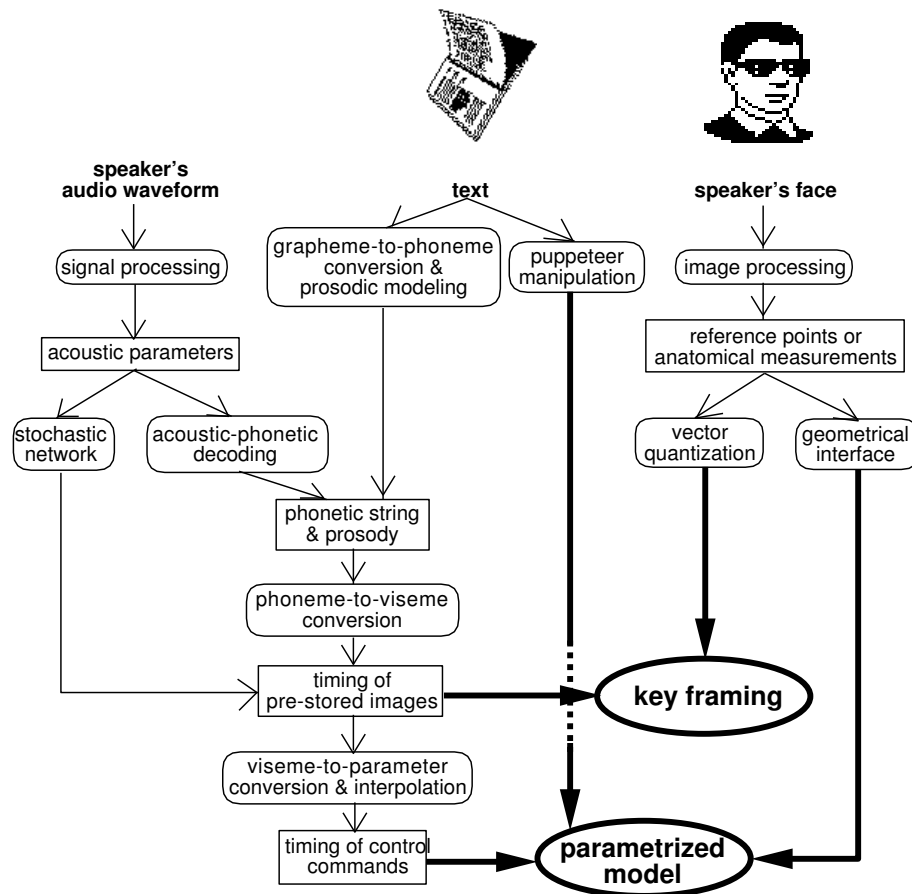 speaker's
audio waveform
text
speaker's face
signal processing
grapheme-to-phoneme
conversion &
prosodic modeling
puppeteer
manipulation
image processing
acoustic parameters
reference points or
anatomical measurements
stochastic
network
acoustic-phonetic
decoding
vector
quantization
geometrical
interface
phonetic string
& prosody
phoneme-to-viseme
conversion
timing of
pre-stored images
key framing
viseme-to-parameter
conversion & interpolation
timing of control
commands
parametrized
model